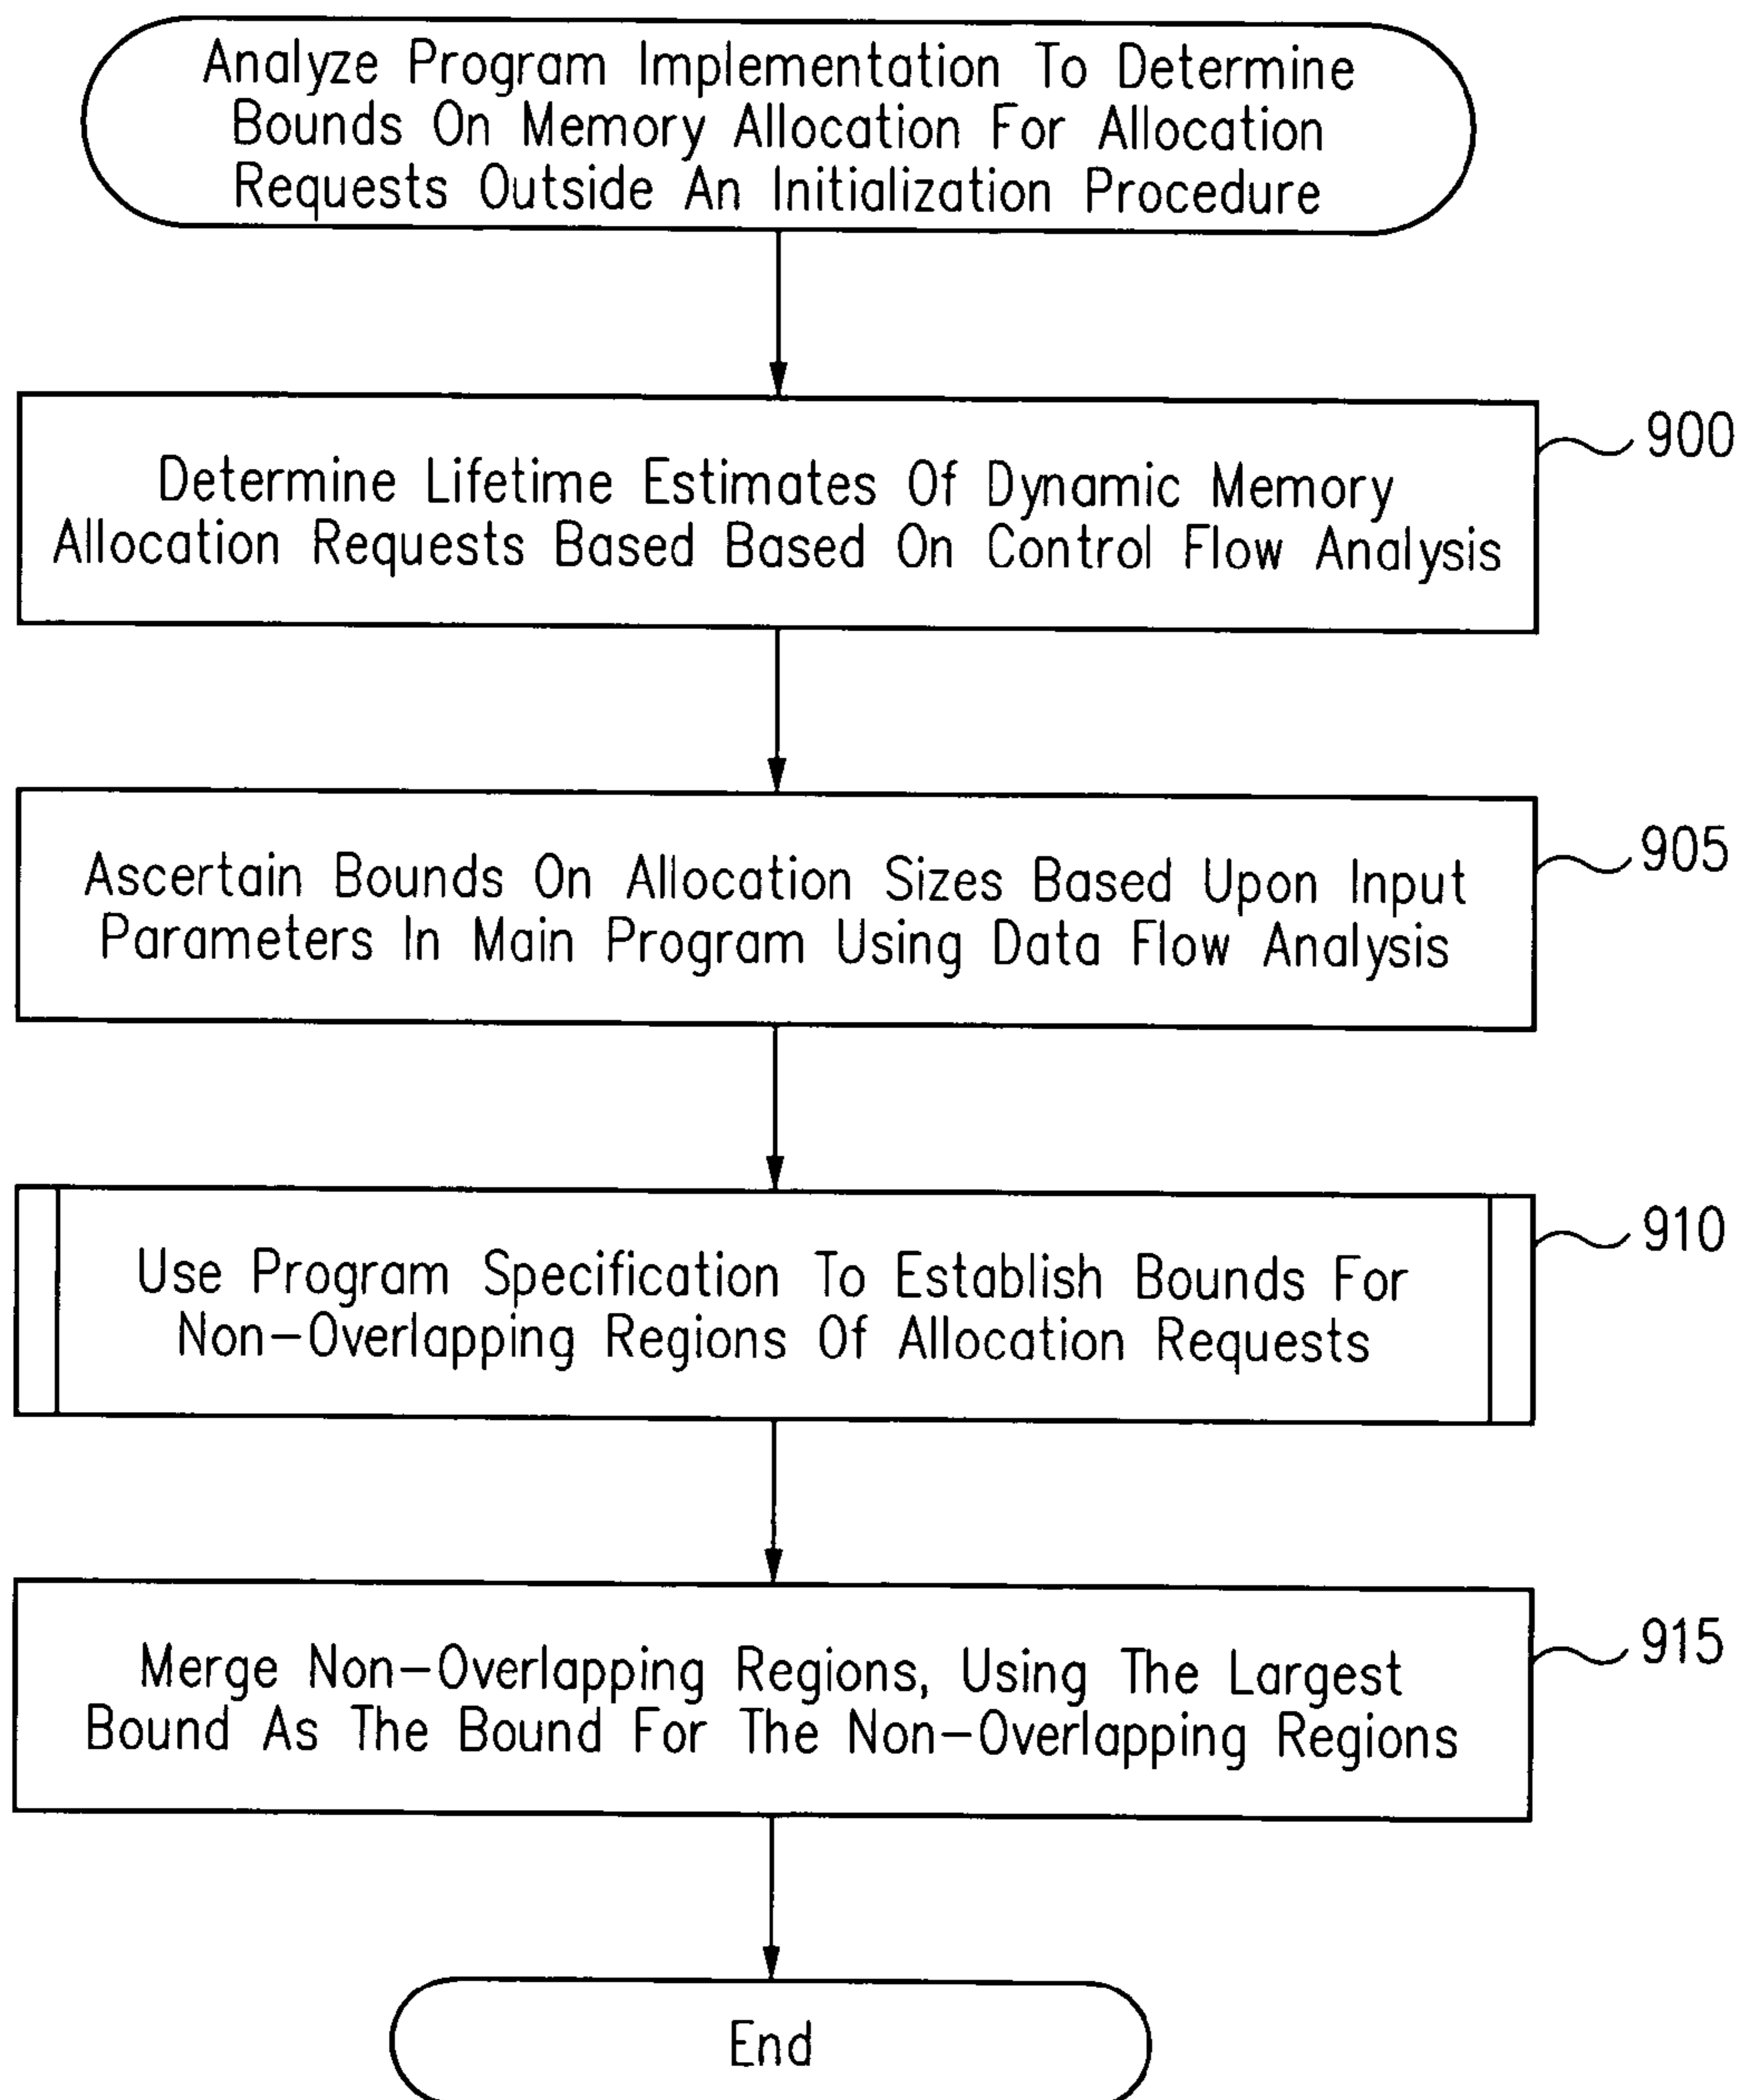 Analyze Program Implementation To Determine
Bounds On Memory Allocation For Allocation
Requests Outside An Initialization Procedure
900
Determine Lifetime Estimates Of Dynamic Memory
Allocation Requests Based Based On Control Flow Analysis
905
Ascertain Bounds On Allocation Sizes Based Upon Input
Parameters In Main Program Using Data Flow Analysis
910
Use Program Specification To Establish Bounds For
Non-Overlapping Regions Of Allocation Requests
915
Merge Non-Overlapping Regions, Using The Largest
Bound As The Bound For The Non-Overlapping Regions
End